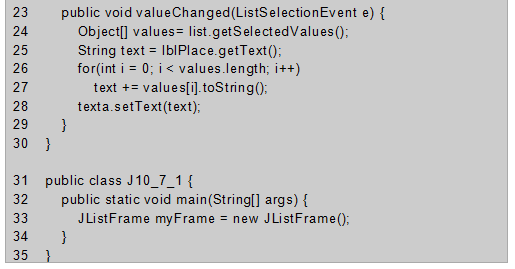 23 public void valueChanged(ListSelectionEvent e) {
24 Object[] values= list.getSelectedValues();
25 String text = lblPlace.getText();
26 for(int i = 0; i < values.length; i++)
27 text += values[i].toString();
28 texta.setText(text);
29 }
30 }
31 public class J10_7_1 {
32 public static void main(String[] args) {
33 JListFrame myFrame = new JListFrame();
34 }
35 }